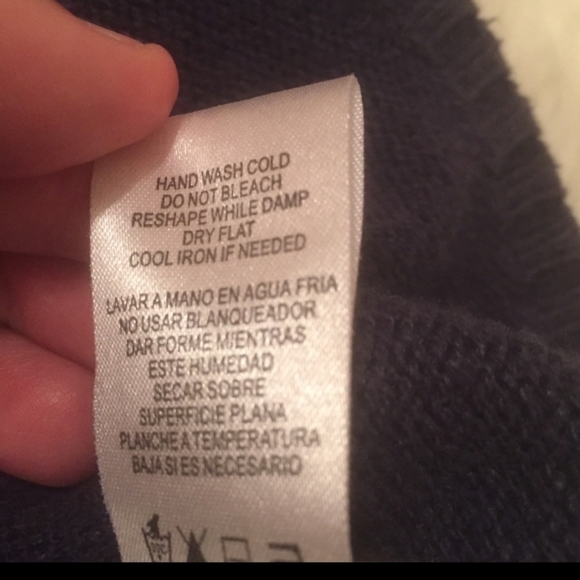 HAND WASH COLD
DO NOT BLEACH
RESHAPE WHILE DAMP
DRY FLAT
COOL IRON IF NEEDED
LAVAR A MANO EN AGUA FRIA
NO USAR BLANQUEADOR
DAR FORME MIENTRAS
ESTE HUMEDAD
SECAR SOBRE
SUPERFICIE PLANA
PLANCHE A TEMPERATURA
BAJA SI ES NECESARIO